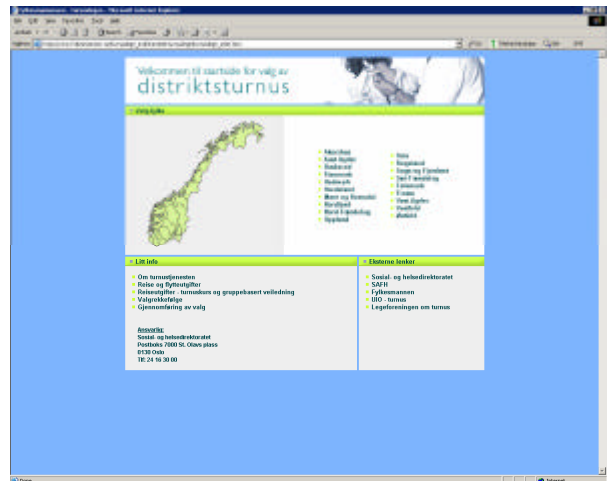 Velkommen til startside for valg av
distriktsturnus
Velg fylke
Akershus
Aust-Agder
Buskerud
Finnmark
Hedmark
Hordaland
Møre og Romsdal
Nordland
Nord-Trøndelag
Oppland
Oslo
Rogaland
Sogn og Fjordane
Sør-Trøndelag
Telemark
Troms
Vest-Agder
Vestfold
Østfold
Litt info
Om turnustjenesten
Reise og flytteutgifter
Reiseutgifter - turnuskurs og gruppebasert veiledning
Valgrekkefølge
Gjennomføring av valg
Ansvarlig:
Sosial- og helsedirektoratet
Postboks 7000 St. Olavs plass
0130 Oslo
Tlf: 24 16 30 00
Eksterne lenker
Sosial- og helsedirektoratet
SAFH
Fylkesmannen
UIO - turnus
Legeforeningen om turnus
Done
Internet